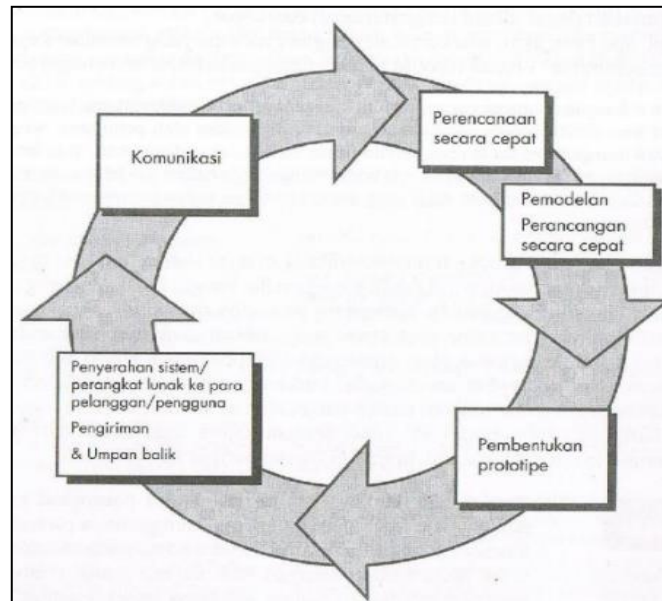 Komunikasi
Perencanaan
secara cepat
Pemodelan
Perancangan
secara cepat
Pembentukan
prototipe
Penyerahan sistem/
perangkat lunak ke para
pelanggan/pengguna
Pengiriman
& Umpan balik